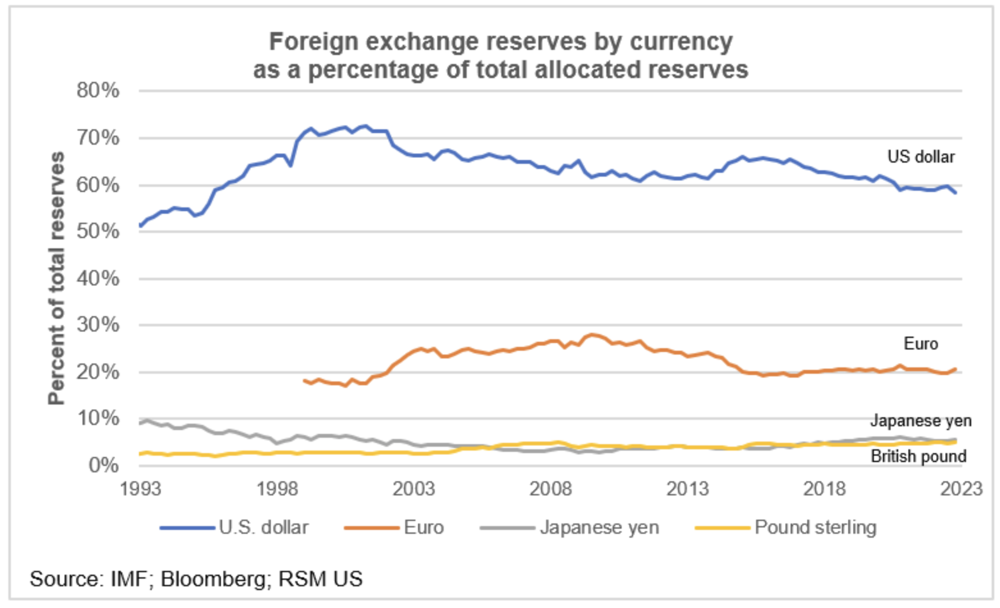 Foreign exchange reserves by currency
as a percentage of total allocated reserves
80%
70%
60%
50%
40%
30%
20%
10%
0%
Percent of total reserves
US dollar
Euro
Japanese yen
British pound
1993 1998 2003 2008 2013 2018 2023
U.S. dollar Euro Japanese yen Pound sterling
Source: IMF; Bloomberg; RSM US